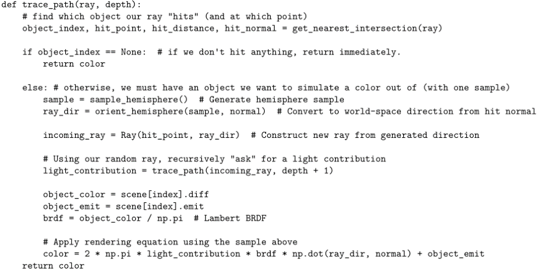 def trace_path(ray, depth):
# find which object our ray "hits" (and at which point)
object_index, hit_point, hit_distance, hit_normal = get_nearest_intersection(ray)
if object_index == None:  # if we don't hit anything, return immediately.
return color
else: # otherwise, we must have an object we want to simulate a color out of (with one sample)
sample = sample_hemisphere()  # Generate hemisphere sample
ray_dir = orient_hemisphere(sample, normal)  # Convert to world-space direction from hit normal
incoming_ray = Ray(hit_point, ray_dir)  # Construct new ray from generated direction
# Using our random ray, recursively "ask" for a light contribution
light_contribution = trace_path(incoming_ray, depth + 1)
object_color = scene[index].diff
object_emit = scene[index].emit
brdf = object_color / np.pi  # Lambert BRDF
# Apply rendering equation using the sample above
color = 2 * np.pi * light_contribution * brdf * np.dot(ray_dir, normal) + object_emit
return color